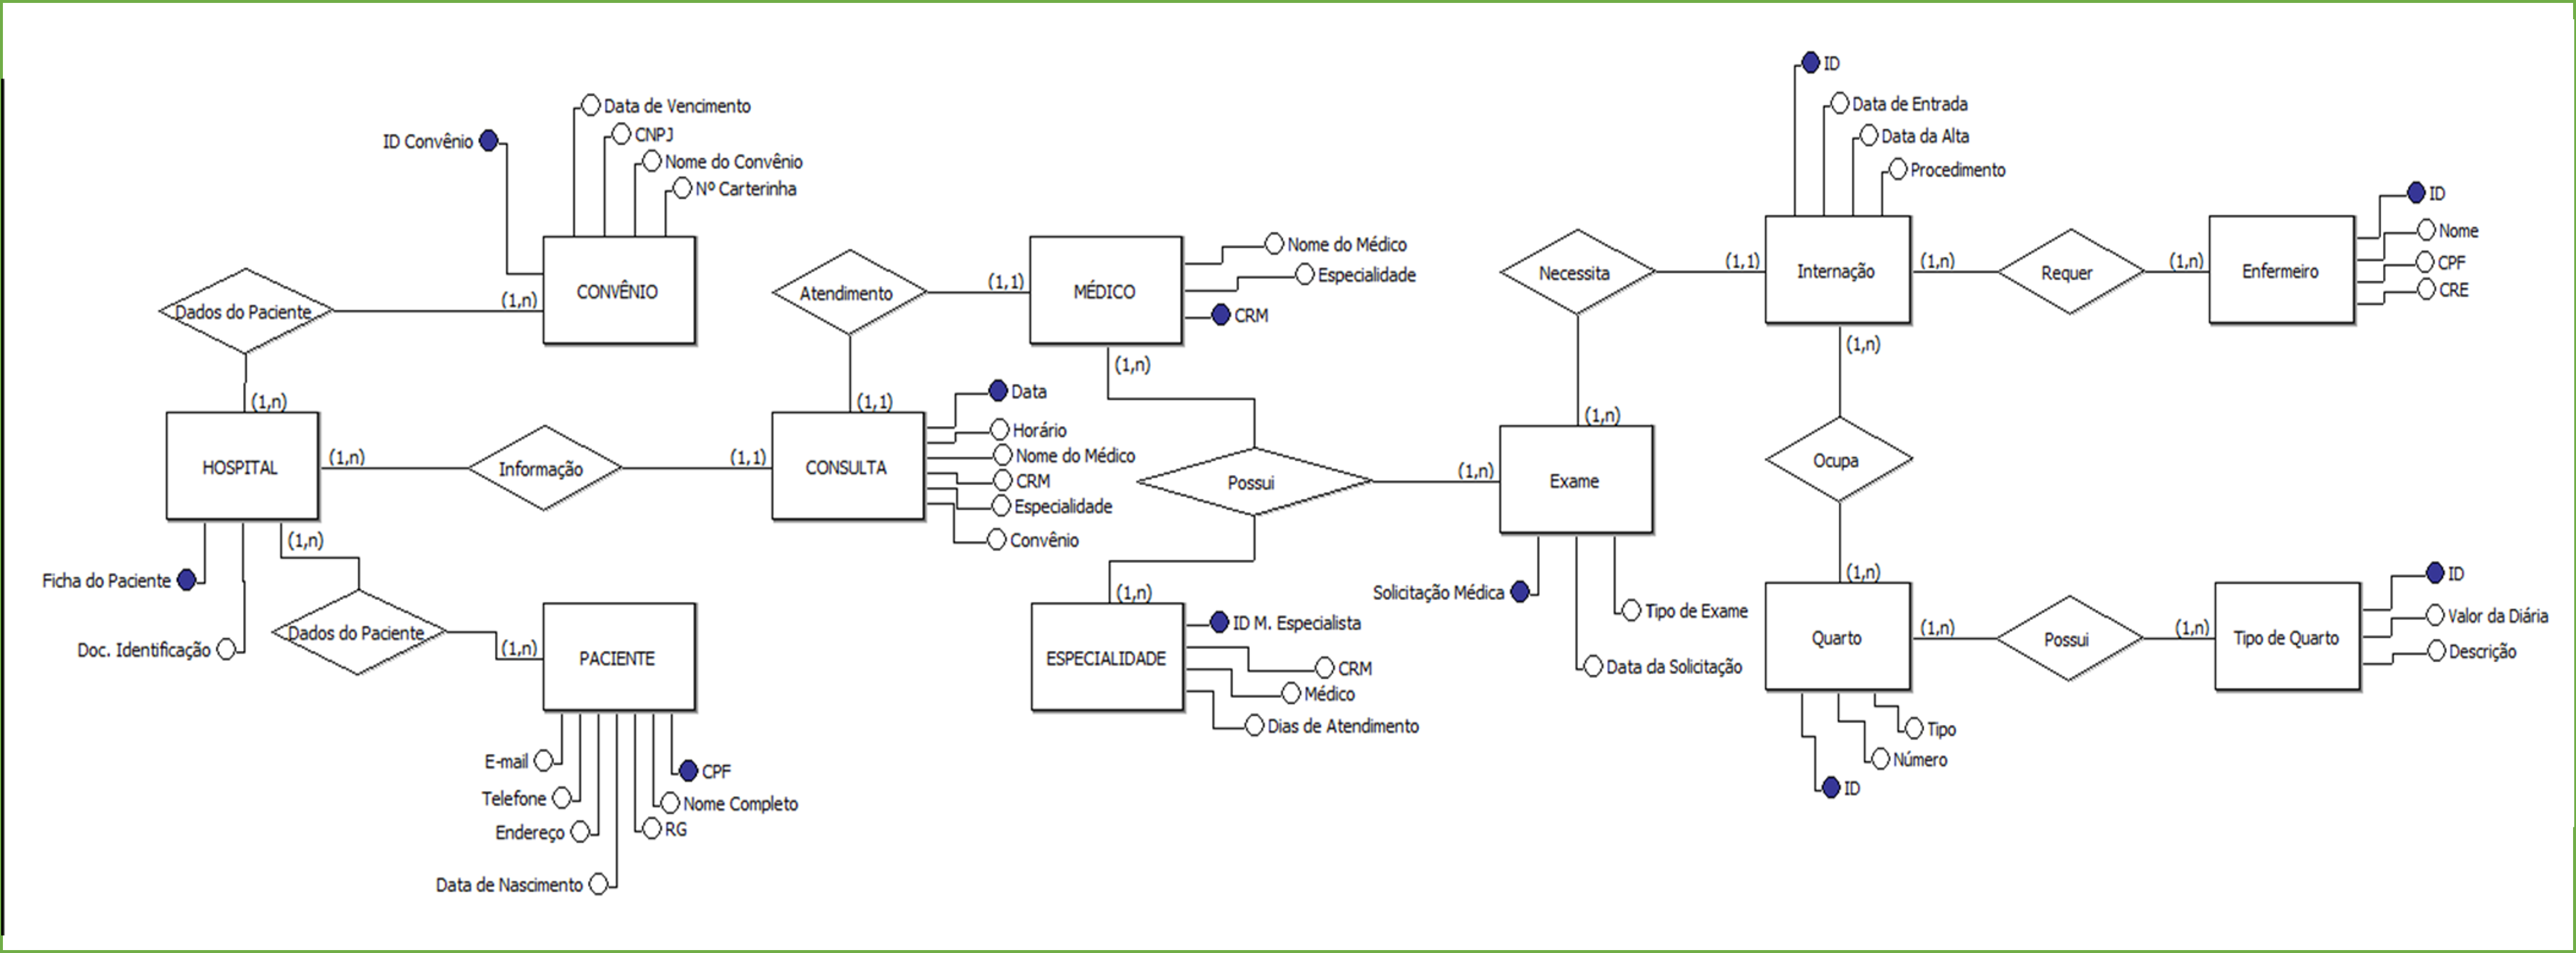 ID Convênio
Data de Vencimento
CNPJ
Nome do Convênio
Nº Carterinha
CONVÊNIO
(1,n)
Dados do Paciente
(1,n)
HOSPITAL
(1,n)
Informação
(1,1)
(1,n)
Ficha do Paciente
Doc. Identificação
Dados do Paciente
(1,n)
PACIENTE
E-mail
Telefone
Endereço
Data de Nascimento
CPF
Nome Completo
RG
Atendimento
(1,1)
(1,1)
CONSULTA
Data
Horário
Nome do Médico
CRM
Especialidade
Convênio
MÉDICO
Nome do Médico
Especialidade
CRM
(1,n)
Possui
(1,n)
(1,n)
ESPECIALIDADE
ID M. Especialista
CRM
Médico
Dias de Atendimento
Necessita
(1,1)
(1,n)
Exame
Solicitação Médica
Tipo de Exame
Data da Solicitação
ID
Data de Entrada
Data da Alta
Procedimento
Internação
(1,n)
Requer
(1,n)
Enfermeiro
ID
Nome
CPF
CRE
(1,n)
Ocupa
(1,n)
Quarto
(1,n)
Possui
(1,n)
Tipo de Quarto
ID
Valor da Diária
Descrição
Tipo
Número
ID